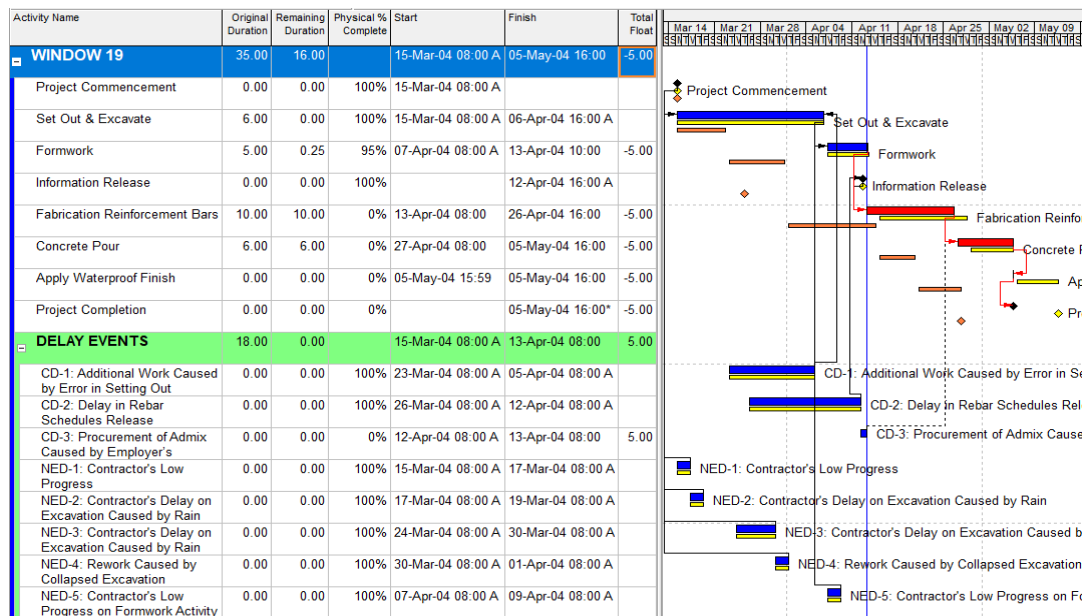 Activity Name Original Duration Remaining Duration Physical % Complete Start Finish Total Float
Mar 14 Mar 21 Mar 28 Apr 04 Apr 11 Apr 18 Apr 25 May 02 May 09
WINDOW 19 35.00 16.00 15-Mar-04 08:00 A 05-May-04 16:00 -5.00
Project Commencement 0.00 0.00 100% 15-Mar-04 08:00 A Project Commencement
Set Out & Excavate 6.00 0.00 100% 15-Mar-04 08:00 A 06-Apr-04 16:00 A Set Out & Excavate
Formwork 5.00 0.25 95% 07-Apr-04 08:00 A 13-Apr-04 10:00 -5.00 Formwork
Information Release 0.00 0.00 100% 12-Apr-04 16:00 A Information Release
Fabrication Reinforcement Bars 10.00 10.00 0% 13-Apr-04 08:00 26-Apr-04 16:00 -5.00 Fabrication Reinfor
Concrete Pour 6.00 6.00 0% 27-Apr-04 08:00 05-May-04 16:00 -5.00 Concrete P
Apply Waterproof Finish 0.00 0.00 0% 05-May-04 15:59 05-May-04 16:00 -5.00 Ap
Project Completion 0.00 0.00 0% 05-May-04 16:00* -5.00 Pr
DELAY EVENTS 18.00 0.00 15-Mar-04 08:00 A 13-Apr-04 08:00 5.00
CD-1: Additional Work Caused by Error in Setting Out 0.00 0.00 100% 23-Mar-04 08:00 A 05-Apr-04 08:00 A CD-1: Additional Work Caused by Error in Se
CD-2: Delay in Rebar Schedules Release 0.00 0.00 100% 26-Mar-04 08:00 A 12-Apr-04 08:00 A CD-2: Delay in Rebar Schedules Rele
CD-3: Procurement of Admix Caused by Employer's 0.00 0.00 0% 12-Apr-04 08:00 A 13-Apr-04 08:00 5.00 CD-3: Procurement of Admix Cause
NED-1: Contractor's Low Progress 0.00 0.00 100% 15-Mar-04 08:00 A 17-Mar-04 08:00 A NED-1: Contractor's Low Progress
NED-2: Contractor's Delay on Excavation Caused by Rain 0.00 0.00 100% 17-Mar-04 08:00 A 19-Mar-04 08:00 A NED-2: Contractor's Delay on Excavation Caused by Rain
NED-3: Contractor's Delay on Excavation Caused by Rain 0.00 0.00 100% 24-Mar-04 08:00 A 30-Mar-04 08:00 A NED-3: Contractor's Delay on Excavation Caused b
NED-4: Rework Caused by Collapsed Excavation 0.00 0.00 100% 30-Mar-04 08:00 A 01-Apr-04 08:00 A NED-4: Rework Caused by Collapsed Excavation
NED-5: Contractor's Low Progress on Formwork Activity 0.00 0.00 100% 07-Apr-04 08:00 A 09-Apr-04 08:00 A NED-5: Contractor's Low Progress on Fo